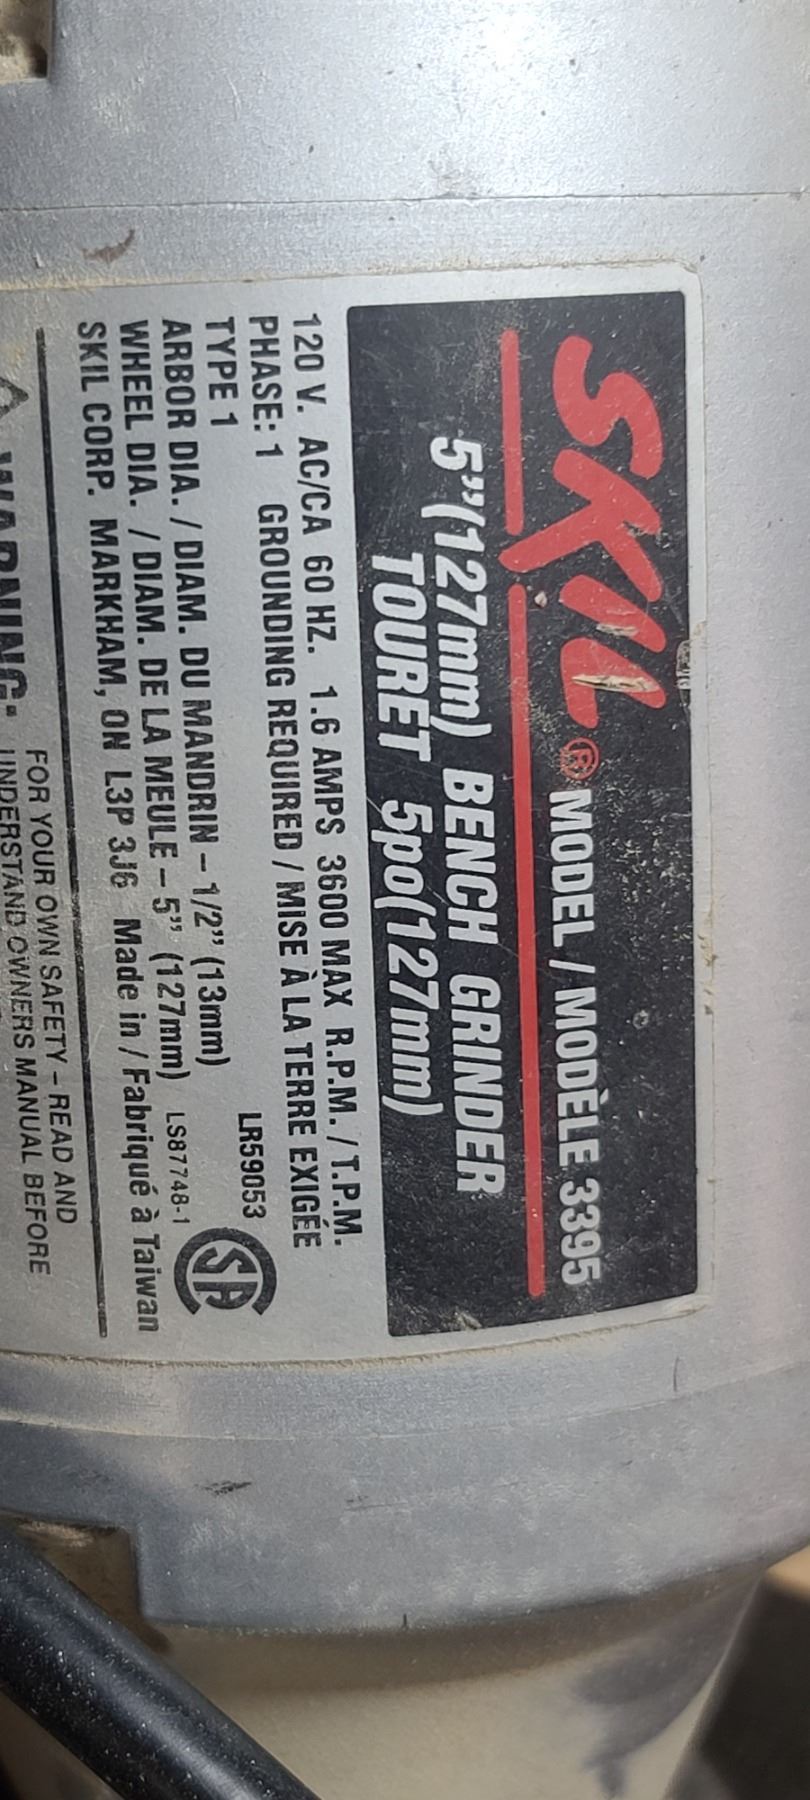 SKIL® MODEL / MODÈLE 3395
5”(127mm) BENCH GRINDER
TOURET 5po(127mm)
120 V. AC/CA 60 HZ. 1.6 AMPS 3600 MAX R.P.M. / T.P.M.
PHASE: 1 GROUNDING REQUIRED / MISE À LA TERRE EXIGÉE
TYPE 1 LR59053
ARBOR DIA. / DIAM. DU MANDRIN – 1/2” (13mm)
WHEEL DIA. / DIAM. DE LA MEULE – 5” (127mm) LS87748-1
SKIL CORP. MARKHAM, ON L3P 3J6 Made in / Fabriqué à Taiwan
SA
WARNING: FOR YOUR OWN SAFETY – READ AND
UNDERSTAND OWNERS MANUAL BEFORE